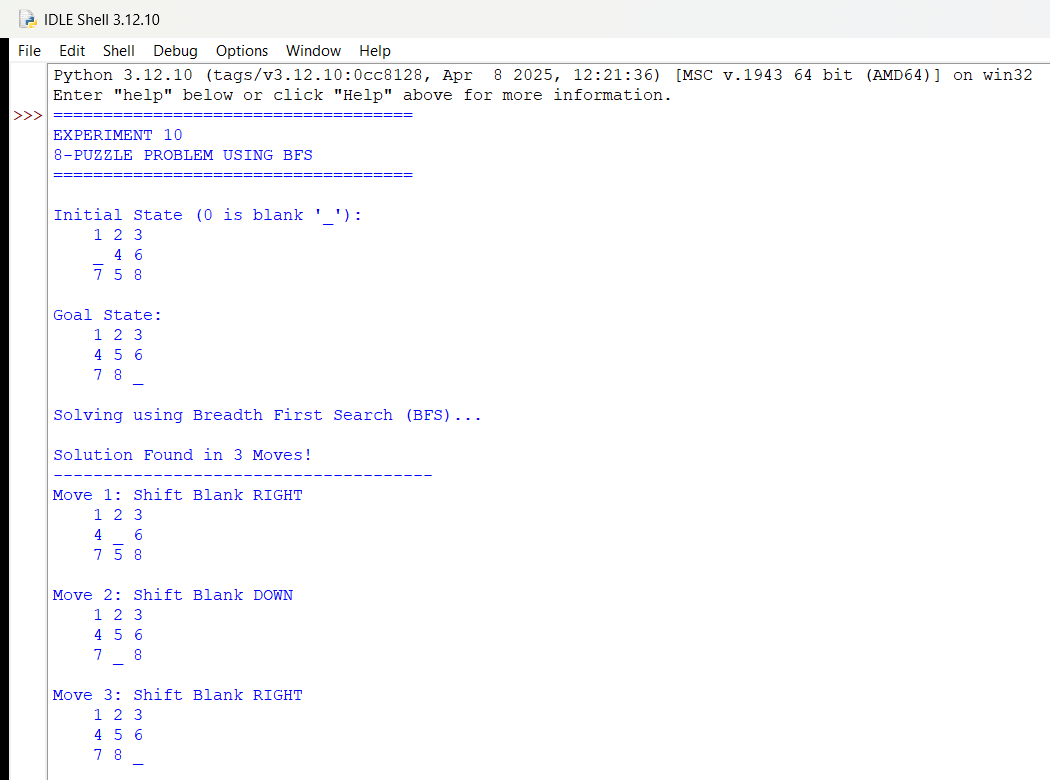 IDLE Shell 3.12.10
File Edit Shell Debug Options Window Help
Python 3.12.10 (tags/v3.12.10:0cc8128, Apr  8 2025, 12:21:36) [MSC v.1943 64 bit (AMD64)] on win32
Enter "help" below or click "Help" above for more information.
>>> ====================================
EXPERIMENT 10
8-PUZZLE PROBLEM USING BFS
====================================

Initial State (0 is blank '_'):
    1 2 3
    _ 4 6
    7 5 8

Goal State:
    1 2 3
    4 5 6
    7 8 _

Solving using Breadth First Search (BFS)...

Solution Found in 3 Moves!
--------------------------------------
Move 1: Shift Blank RIGHT
    1 2 3
    4 _ 6
    7 5 8

Move 2: Shift Blank DOWN
    1 2 3
    4 5 6
    7 _ 8

Move 3: Shift Blank RIGHT
    1 2 3
    4 5 6
    7 8 _